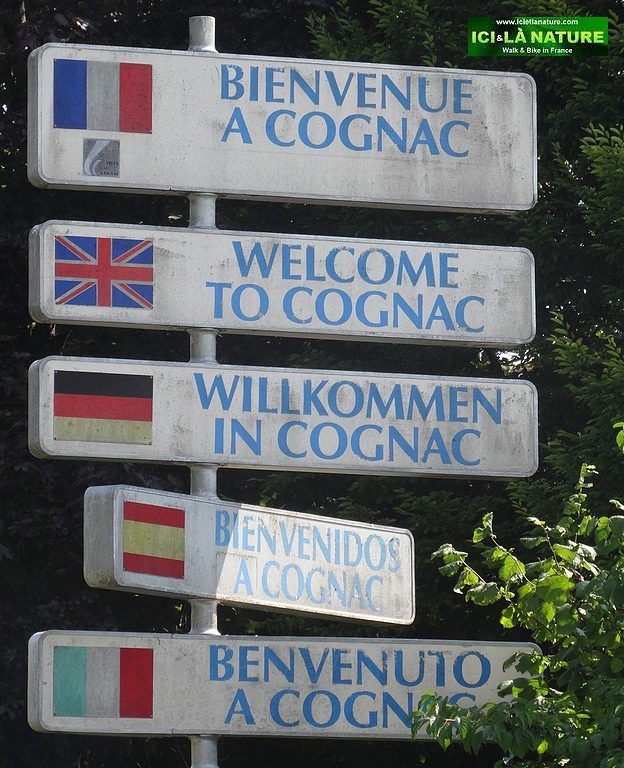 www.icietlanature.com
ICI&LÀ NATURE
Walk & Bike in France
BIENVENUE
A COGNAC
WELCOME
TO COGNAC
WILLKOMMEN
IN COGNAC
BIENVENIDOS
A COGNAC
BENVENUTO
A COGNAC